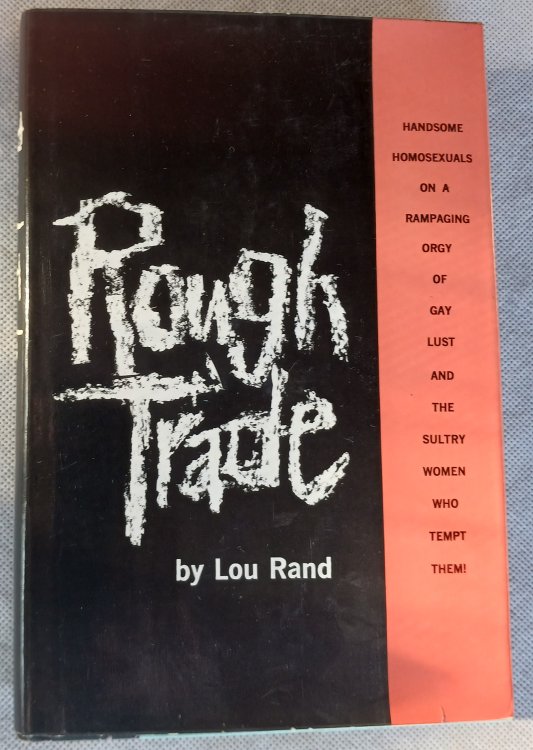 Rough
Trade
by Lou Rand
HANDSOME
HOMOSEXUALS
ON A
RAMPAGING
ORGY
OF
GAY
LUST
AND
THE
SULTRY
WOMEN
WHO
TEMPT
THEM!